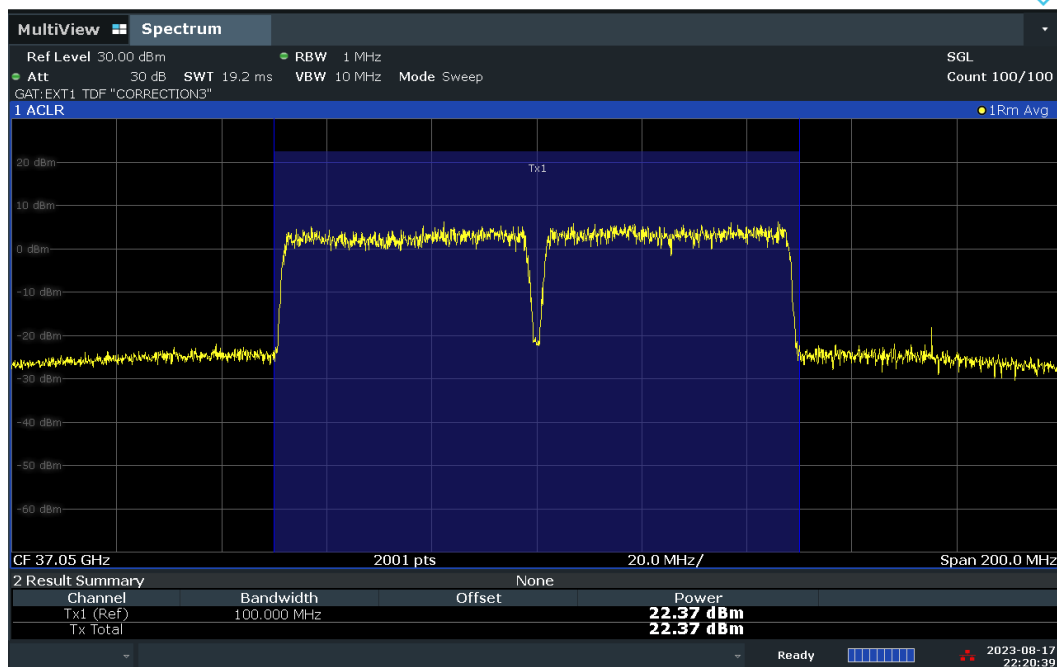 MultiView Spectrum
Ref Level 30.00 dBm RBW 1 MHz SGL
Att 30 dB SWT 19.2 ms VBW 10 MHz Mode Sweep Count 100/100
GAT:EXT1 TDF "CORRECTION3"
1 ACLR 1Rm Avg
Tx1
20 dBm
10 dBm
0 dBm
-10 dBm
-20 dBm
-30 dBm
-40 dBm
-50 dBm
-60 dBm
CF 37.05 GHz 2001 pts 20.0 MHz/ Span 200.0 MHz
2 Result Summary None
Channel Bandwidth Offset Power
Tx1 (Ref) 100.000 MHz 22.37 dBm
Tx Total 22.37 dBm
Ready 2023-08-17
22:20:39